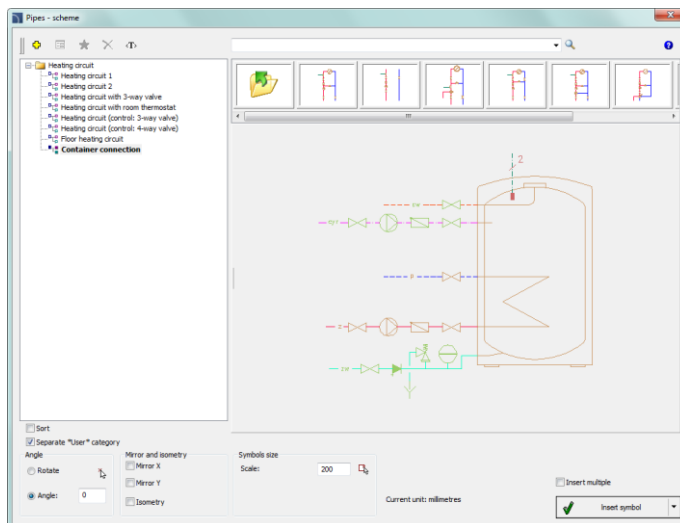 Pipes - scheme
‹T›
Heating circuit
Heating circuit 1
Heating circuit 2
Heating circuit with 3-way valve
Heating circuit with room thermostat
Heating circuit (control: 3-way valve)
Heating circuit (control: 4-way valve)
Floor heating circuit
Container connection
2
Sort
Separate "User" category
Angle
Rotate
Angle:
0
Mirror and isometry
Mirror X
Mirror Y
Isometry
Symbols size
Scale:
200
Current unit: milimetres
Insert multiple
Insert symbol